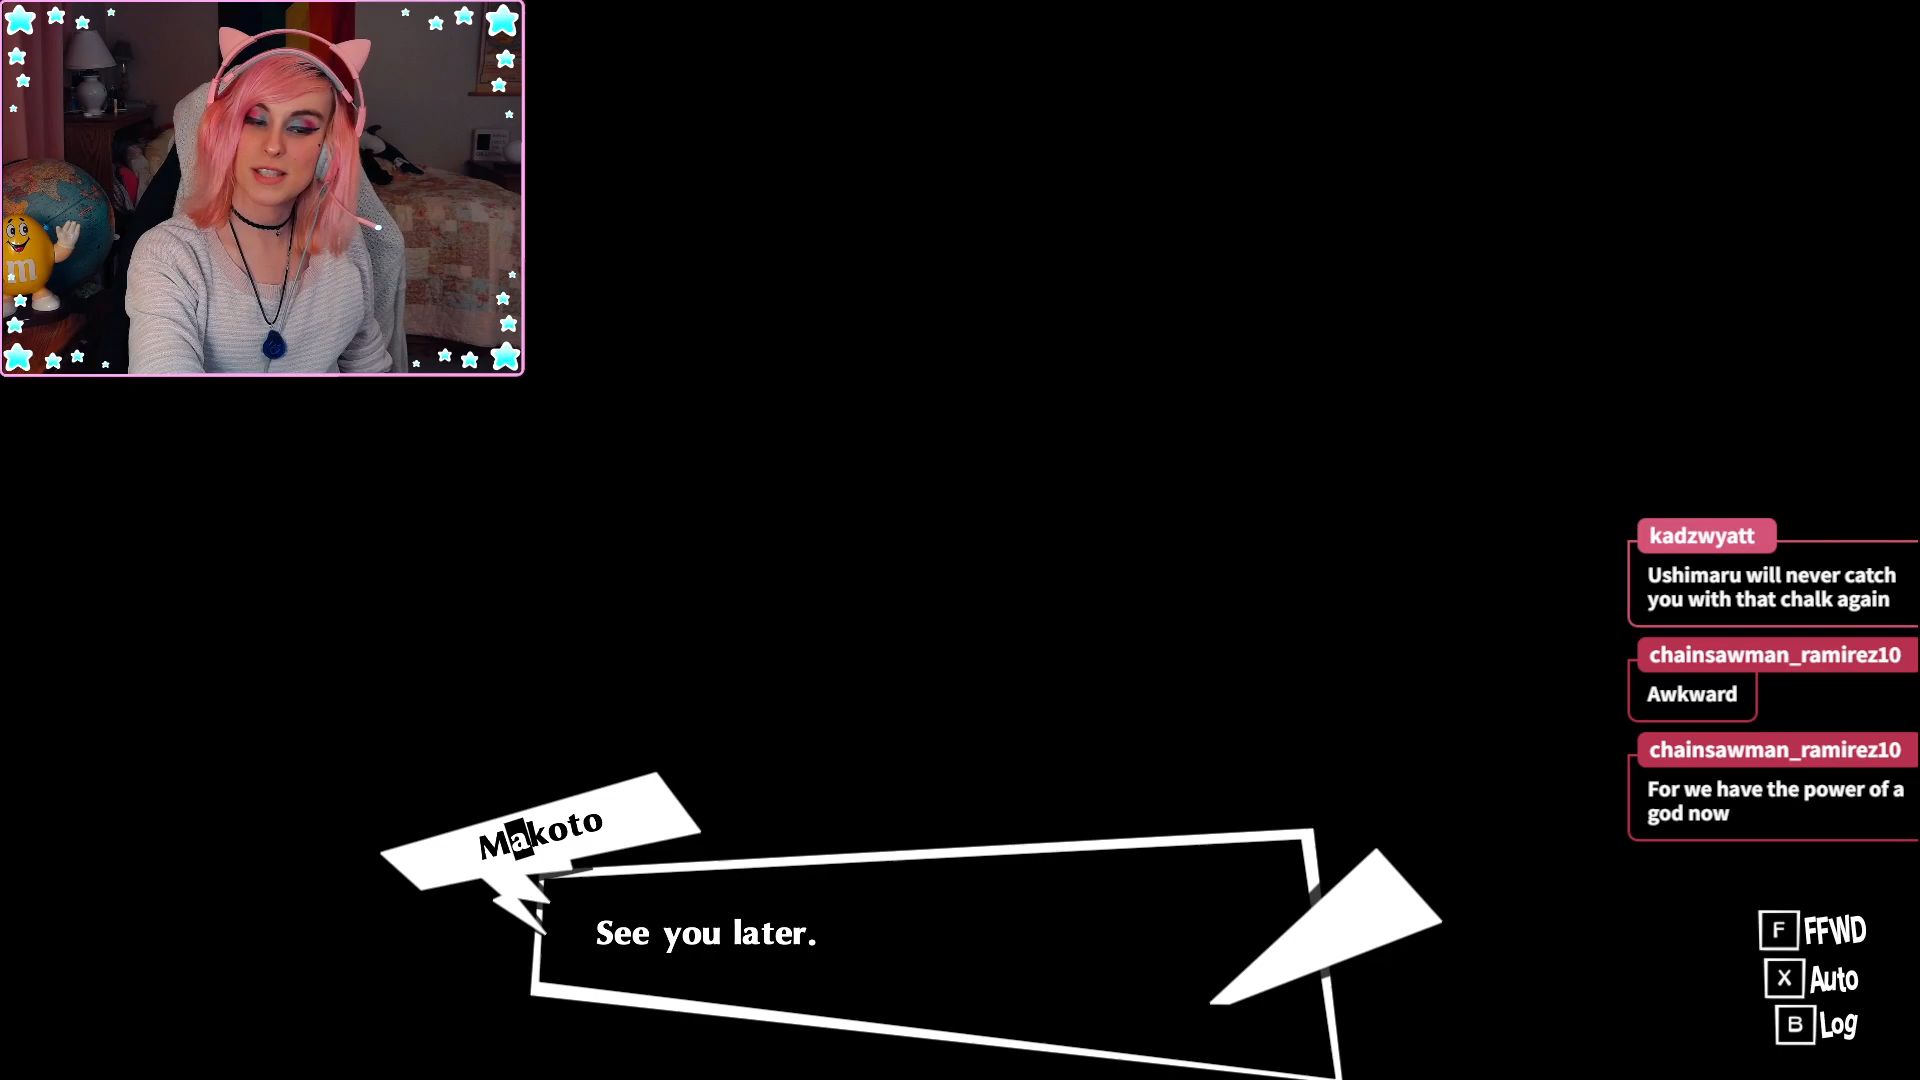 m
kadzwyatt
Ushimaru will never catch
you with that chalk again
chainsawman_ramirez10
Awkward
chainsawman_ramirez10
For we have the power of a
god now
Makoto
See you later.
F FFWD
X Auto
B Log